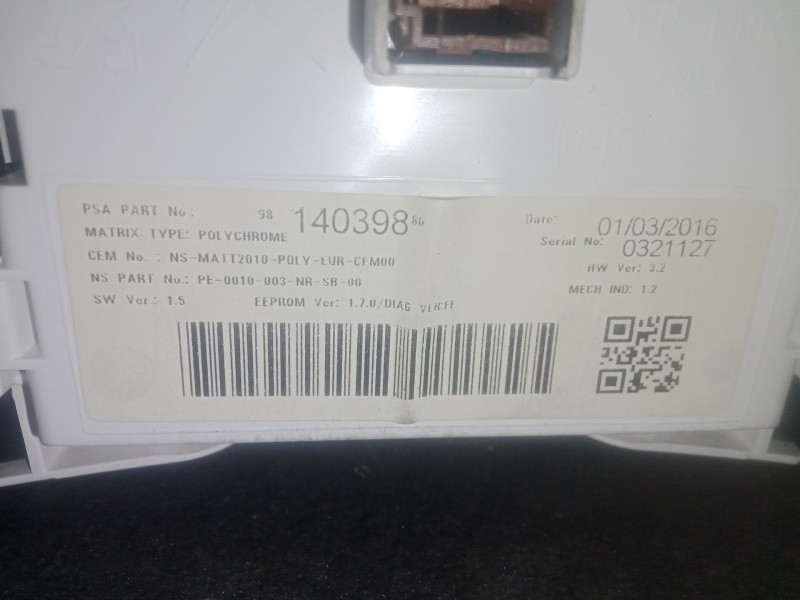 PSA PART No.: 98 140398 80
MATRIX TYPE: POLYCHROME
CEM No.: NS-MATT2010-POLY-EUR-CFM00
NS PART No.: PE-0010-003-NR-SB-00
SW Ver.: 1.5 EEPROM Ver: 1.7.0/DIAG VER:FF
Date: 01/03/2016
Serial No: 0321127
HW Ver: 3.2
MECH IND: 1.2